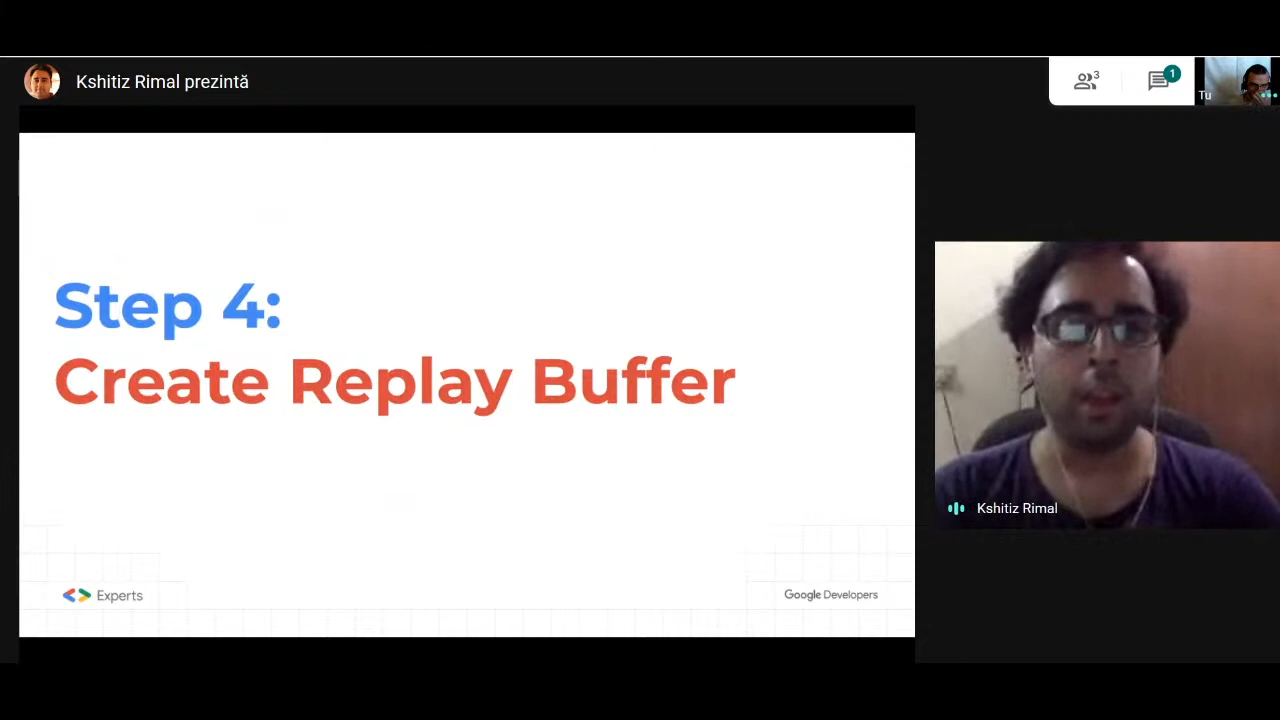 Kshitiz Rimal prezintă
3
1
Tu
Step 4:
Create Replay Buffer
Kshitiz Rimal
Experts
Google Developers